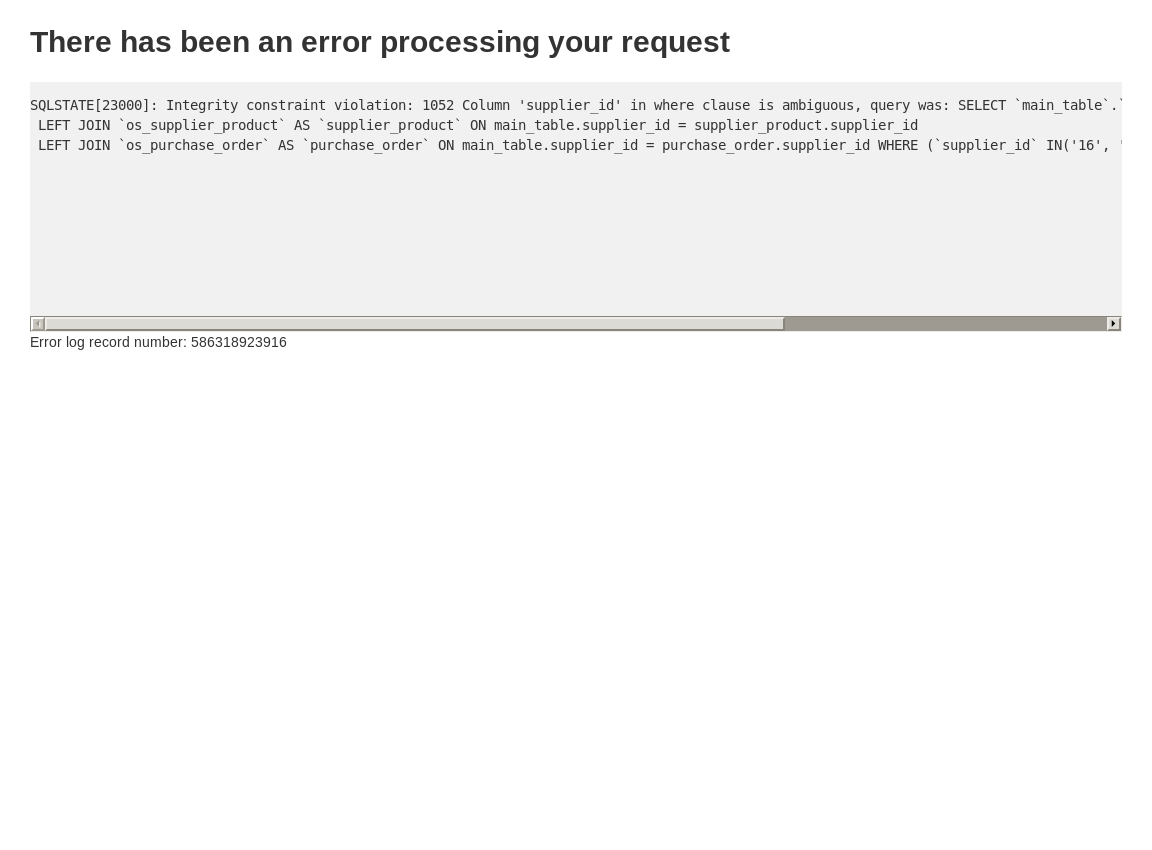 There has been an error processing your request
SQLSTATE[23000]: Integrity constraint violation: 1052 Column 'supplier_id' in where clause is ambiguous, query was: SELECT `main_table`.`
LEFT JOIN `os_supplier_product` AS `supplier_product` ON main_table.supplier_id = supplier_product.supplier_id
LEFT JOIN `os_purchase_order` AS `purchase_order` ON main_table.supplier_id = purchase_order.supplier_id WHERE (`supplier_id` IN('16', '
Error log record number: 586318923916